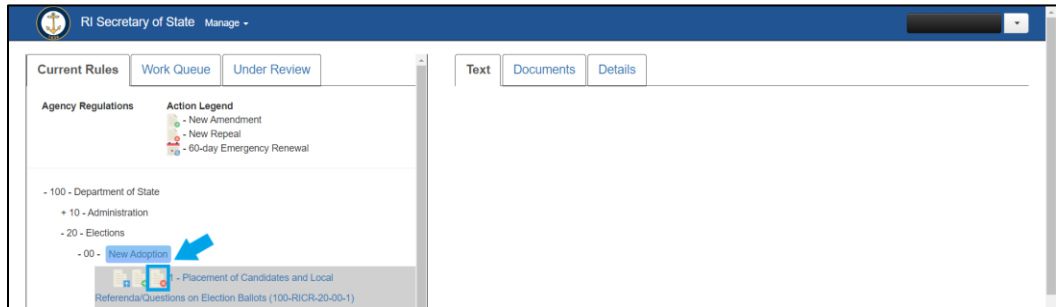 RI Secretary of State Manage
Current Rules Work Queue Under Review
Text Documents Details
Agency Regulations Action Legend
- New Amendment
- New Repeal
- 60-day Emergency Renewal
- 100 - Department of State
+ 10 - Administration
- 20 - Elections
- 00 - New Adoption
1 - Placement of Candidates and Local
Referenda/Questions on Election Ballots (100-RICR-20-00-1)